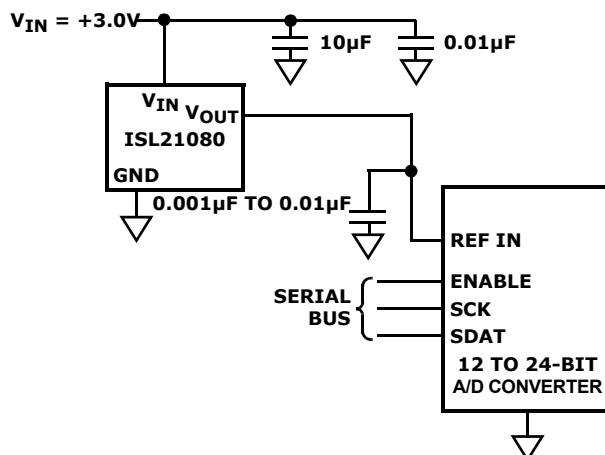 VIN = +3.0V
10µF
0.01µF
VIN
VOUT
ISL21080
GND
0.001µF TO 0.01µF
REF IN
ENABLE
SERIAL
BUS
SCK
SDAT
12 TO 24-BIT
A/D CONVERTER